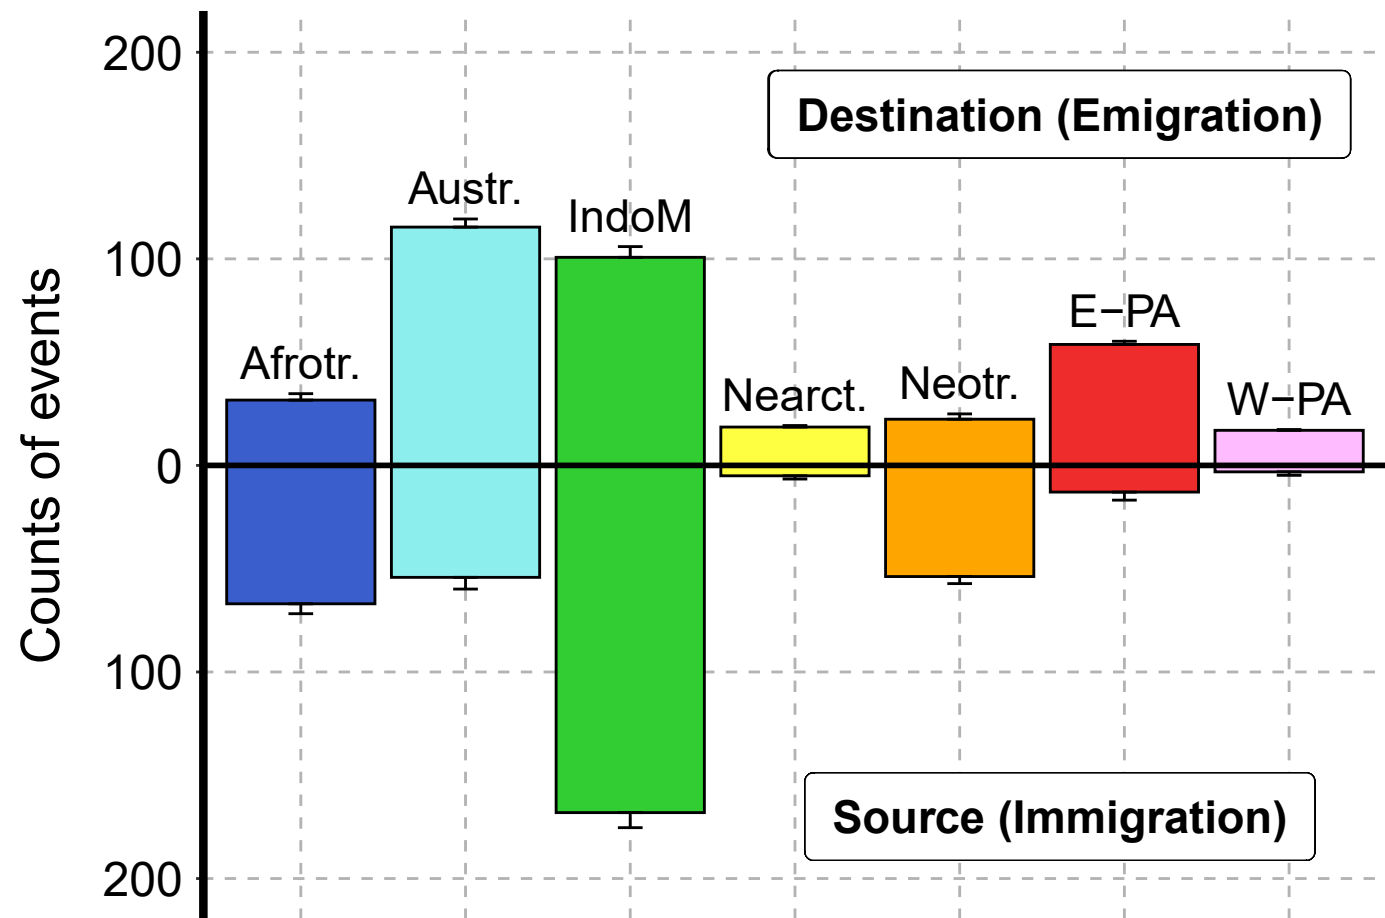 200
Destination (Emigration)
Austr.
IndoM
100
E−PA
Afrotr.
Neotr.
Nearct.
W−PA
0
Counts of events
100
Source (Immigration)
200